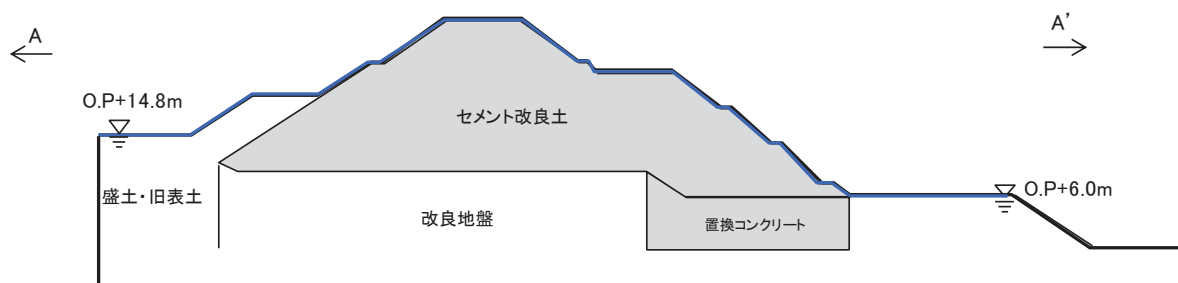 A
A'
O.P+14.8m
セメント改良土
盛土・旧表土
O.P+6.0m
改良地盤
置換コンクリート